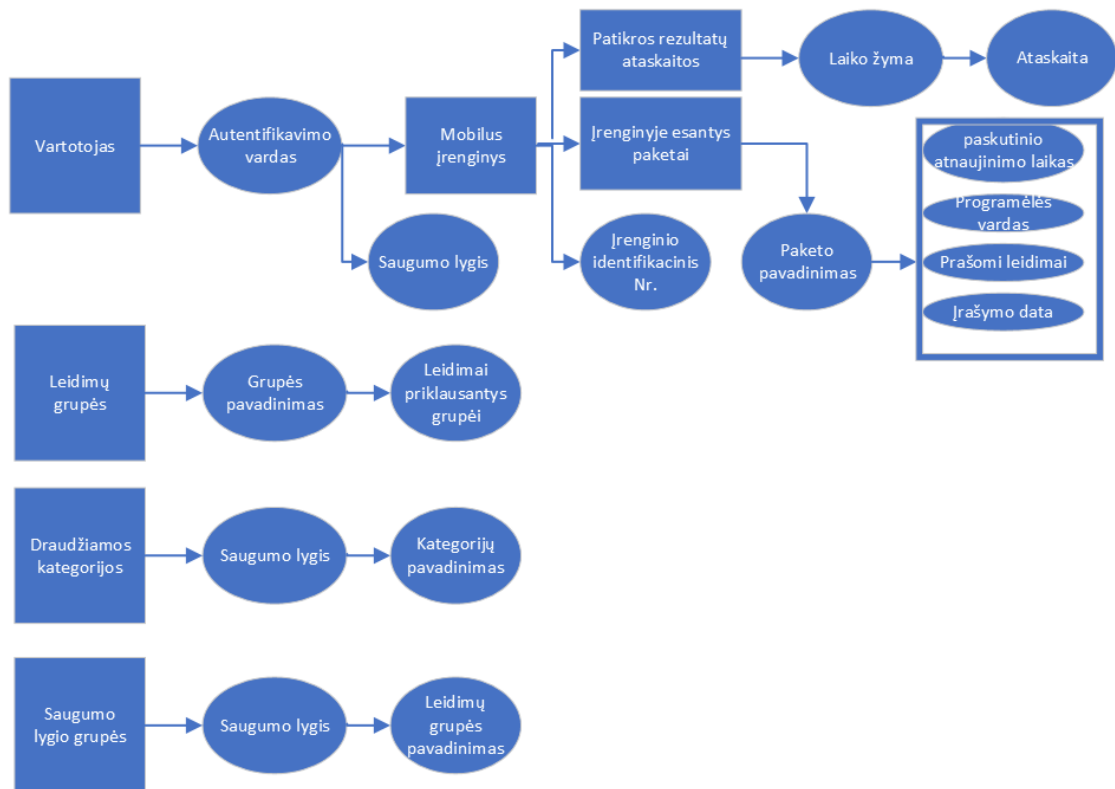 Vartotojas
Autentifikavimo
vardas
Mobilus
įrenginys
Patikros rezultatų
ataskaitos
Laiko žyma
Ataskaita
Įrenginyje esantys
paketai
Saugumo lygis
Įrenginio
identifikacinis
Nr.
Paketo
pavadinimas
paskutinio
atnaujinimo laikas
Programėlės
vardas
Prašomi leidimai
Įrašymo data
Leidimų
grupės
Grupės
pavadinimas
Leidimai
priklausantys
grupėi
Draudžiamos
kategorijos
Saugumo lygis
Kategorijų
pavadinimas
Saugumo
lygio grupės
Saugumo lygis
Leidimų
grupės
pavadinimas